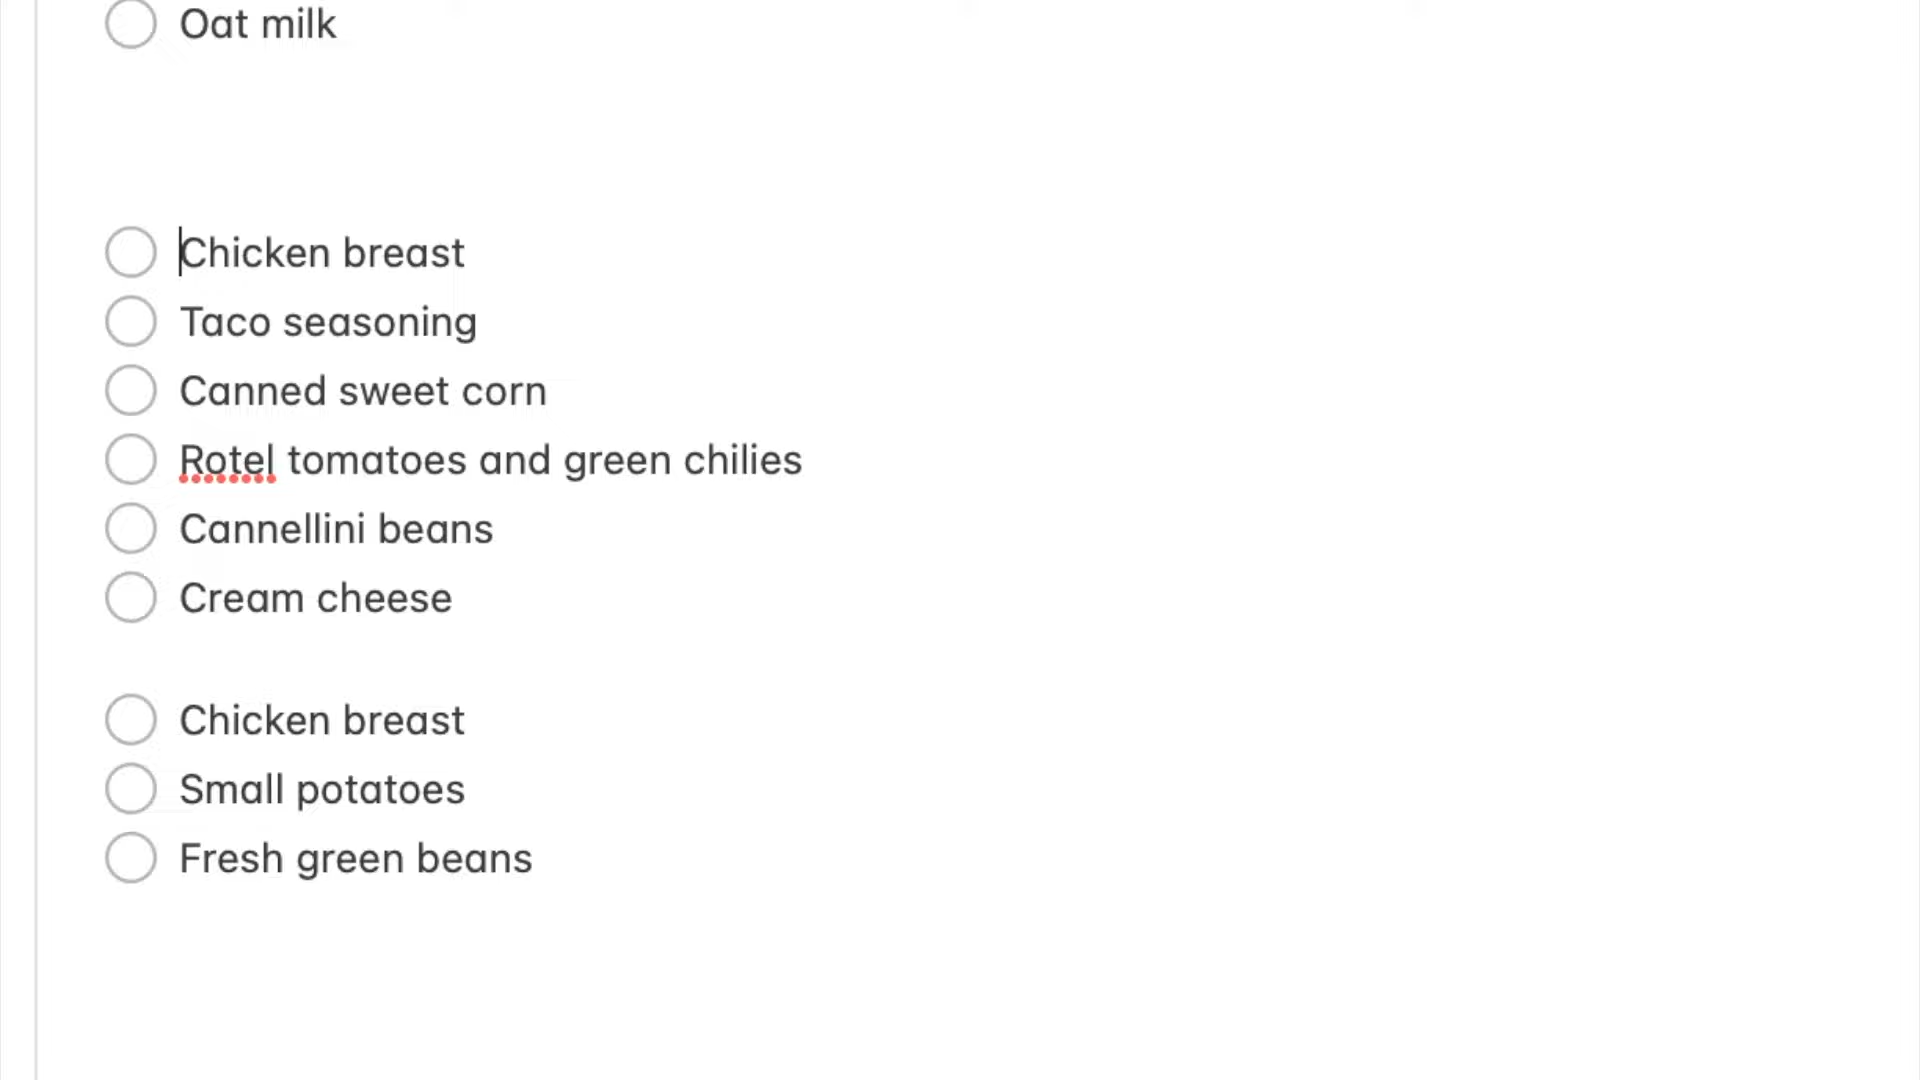 Oat milk
Chicken breast
Taco seasoning
Canned sweet corn
Rotel tomatoes and green chilies
Cannellini beans
Cream cheese
Chicken breast
Small potatoes
Fresh green beans